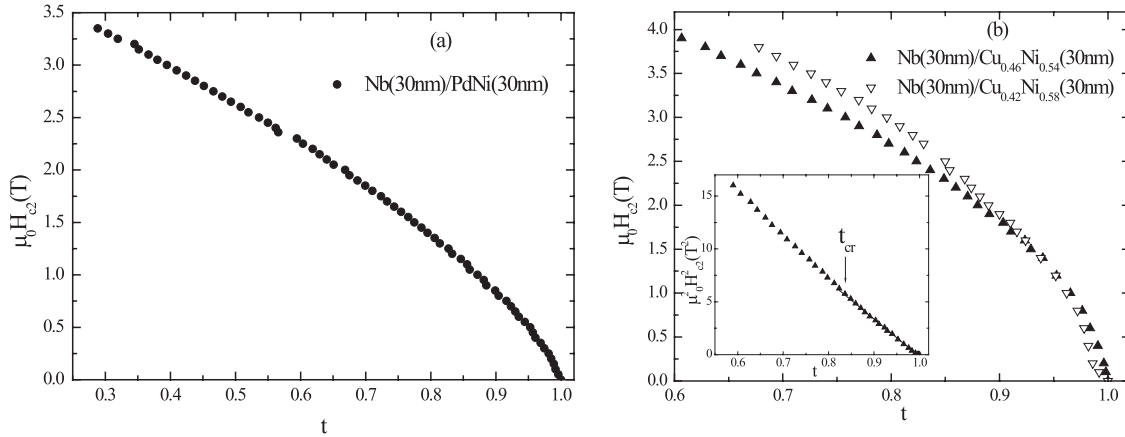 (a)
Nb(30nm)/PdNi(30nm)
μ₀H_c2(T)
3.5
3.0
2.5
2.0
1.5
1.0
0.5
0.0
0.3 0.4 0.5 0.6 0.7 0.8 0.9 1.0
t
(b)
Nb(30nm)/Cu₀.₄₆Ni₀.₅₄(30nm)
Nb(30nm)/Cu₀.₄₂Ni₀.₅₈(30nm)
μ₀H_c2(T)
4.0
3.5
3.0
2.5
2.0
1.5
1.0
0.5
0.0
0.6 0.7 0.8 0.9 1.0
t
t_cr
μ²₀H²_c2(T²)
15
10
5
0
0.6 0.7 0.8 0.9 1.0
t